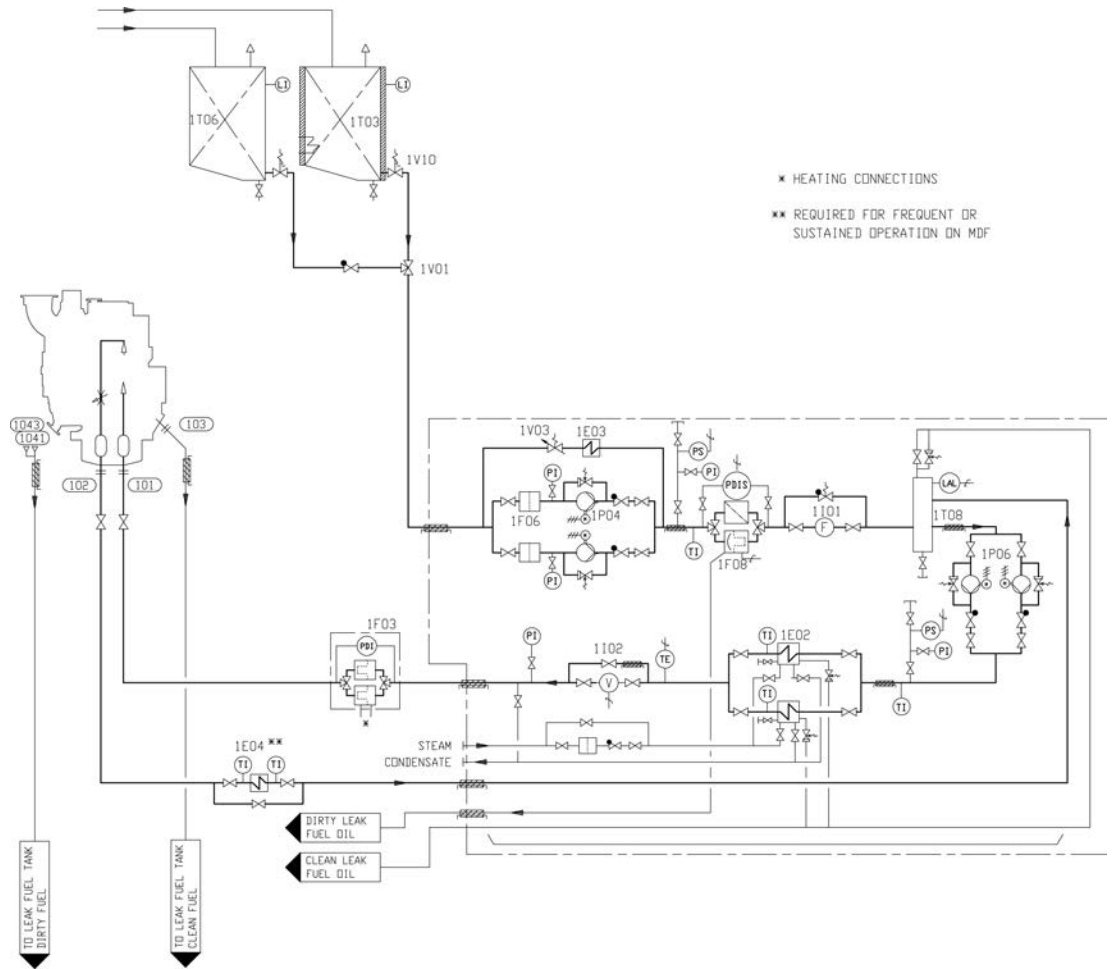 LI
LI
1T06
1T03
1V10
* HEATING CONNECTIONS
** REQUIRED FOR FREQUENT OR
SUSTAINED OPERATION ON MDF
1V01
1043
1041
103
102
101
1V03
1E03
PS
PI
PI
PDIS
LAL
1F06
1P04
1I01
F
1T08
TI
1F08
PI
1P06
1F03
PDI
PI
1I02
TE
TI
1E02
PS
PI
V
TI
TI
*
STEAM
CONDENSATE
1E04 **
TI
TI
DIRTY LEAK
FUEL OIL
CLEAN LEAK
FUEL OIL
TO LEAK FUEL TANK
DIRTY FUEL
TO LEAK FUEL TANK
CLEAN FUEL